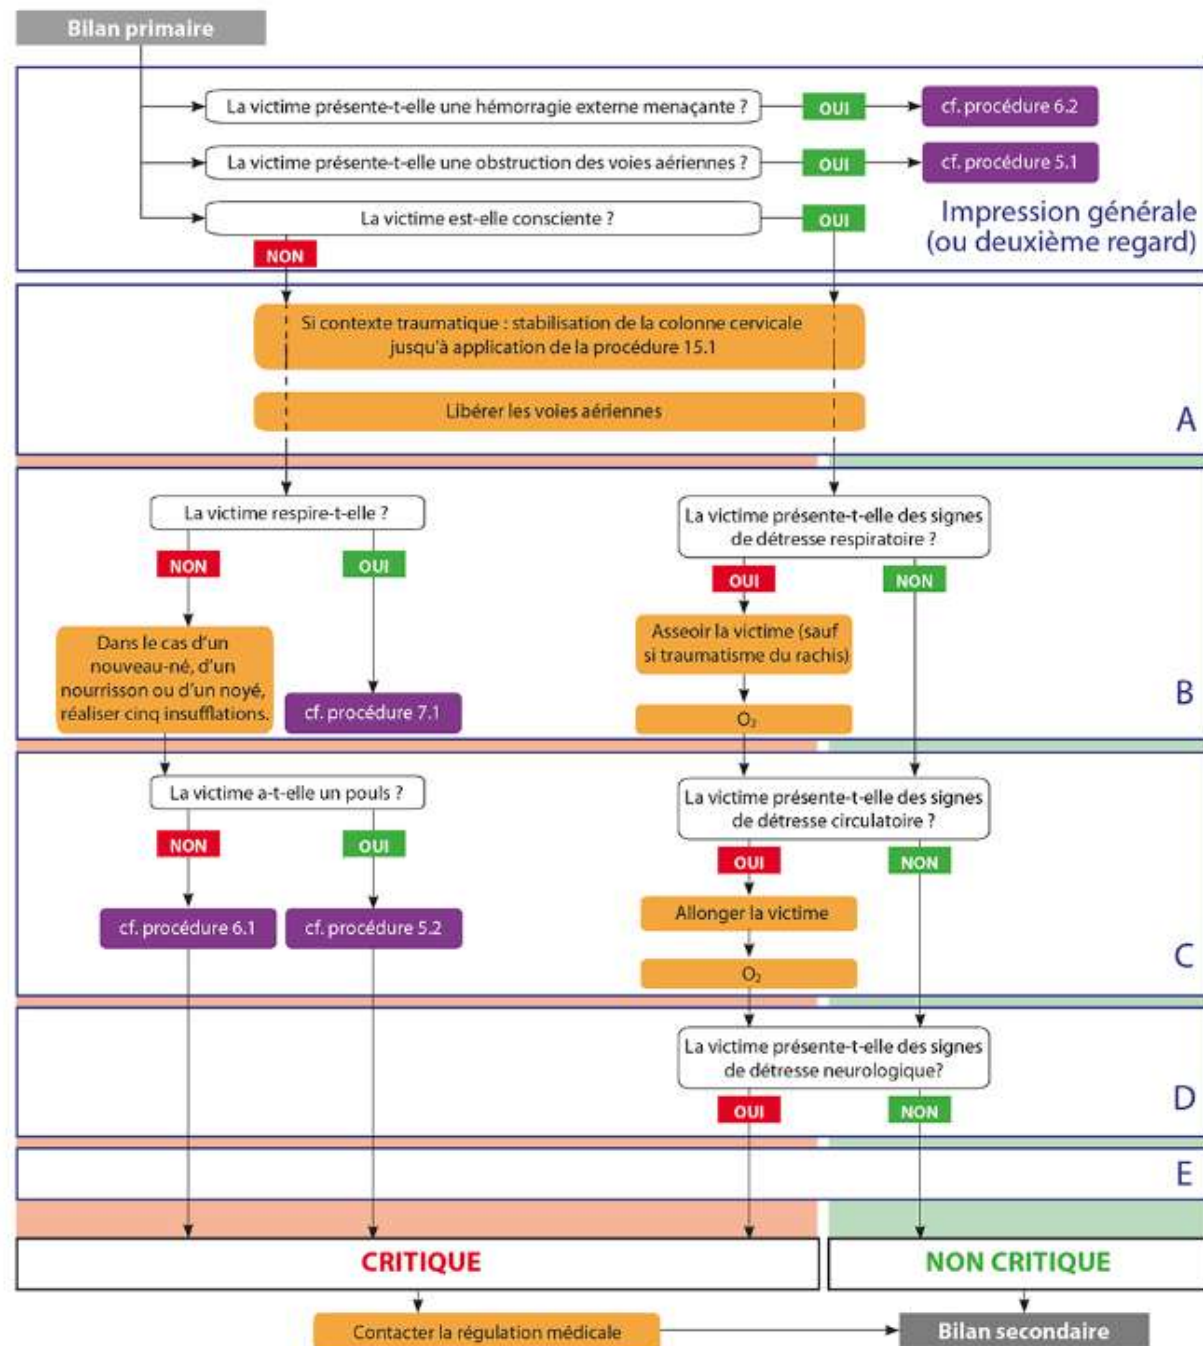 Bilan primaire
La victime présente-t-elle une hémorragie externe menaçante ?
OUI
cf. procédure 6.2
La victime présente-t-elle une obstruction des voies aériennes ?
OUI
cf. procédure 5.1
La victime est-elle consciente ?
OUI
Impression générale
(ou deuxième regard)
NON
Si contexte traumatique : stabilisation de la colonne cervicale
jusqu'à application de la procédure 15.1
Libérer les voies aériennes
A
La victime respire-t-elle ?
NON
OUI
Dans le cas d'un
nouveau-né, d'un
nourrisson ou d'un noyé,
réaliser cinq insufflations.
cf. procédure 7.1
La victime présente-t-elle des signes
de détresse respiratoire ?
OUI
NON
Asseoir la victime (sauf
si traumatisme du rachis)
O₂
B
La victime a-t-elle un pouls ?
NON
OUI
cf. procédure 6.1
cf. procédure 5.2
La victime présente-t-elle des signes
de détresse circulatoire ?
OUI
NON
Allonger la victime
O₂
C
La victime présente-t-elle des signes
de détresse neurologique?
OUI
NON
D
E
CRITIQUE
NON CRITIQUE
Contacter la régulation médicale
Bilan secondaire